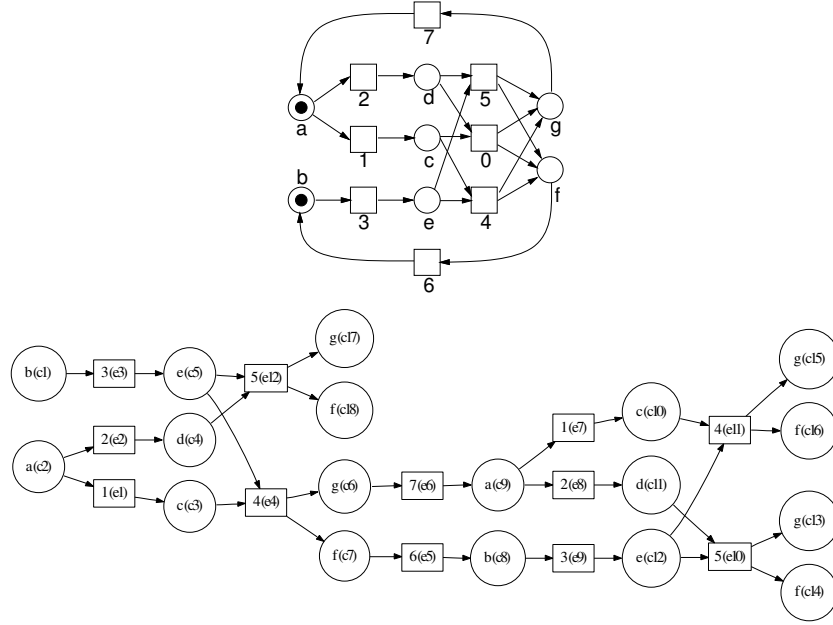 7
2 d 5
a g
1 c 0
b f
3 e 4
6
g(c17)
g(c15)
b(c1) 3(e3) e(c5) 5(e12)
f(c18) c(c10)
1(e7) 4(e11) f(c16)
2(e2) d(c4)
a(c2)
g(c6) 7(e6) a(c9) 2(e8) d(c11)
1(e1) c(c3) 4(e4)
g(c13)
f(c7) 6(e5) b(c8) 3(e9) e(c12) 5(e10)
f(c14)